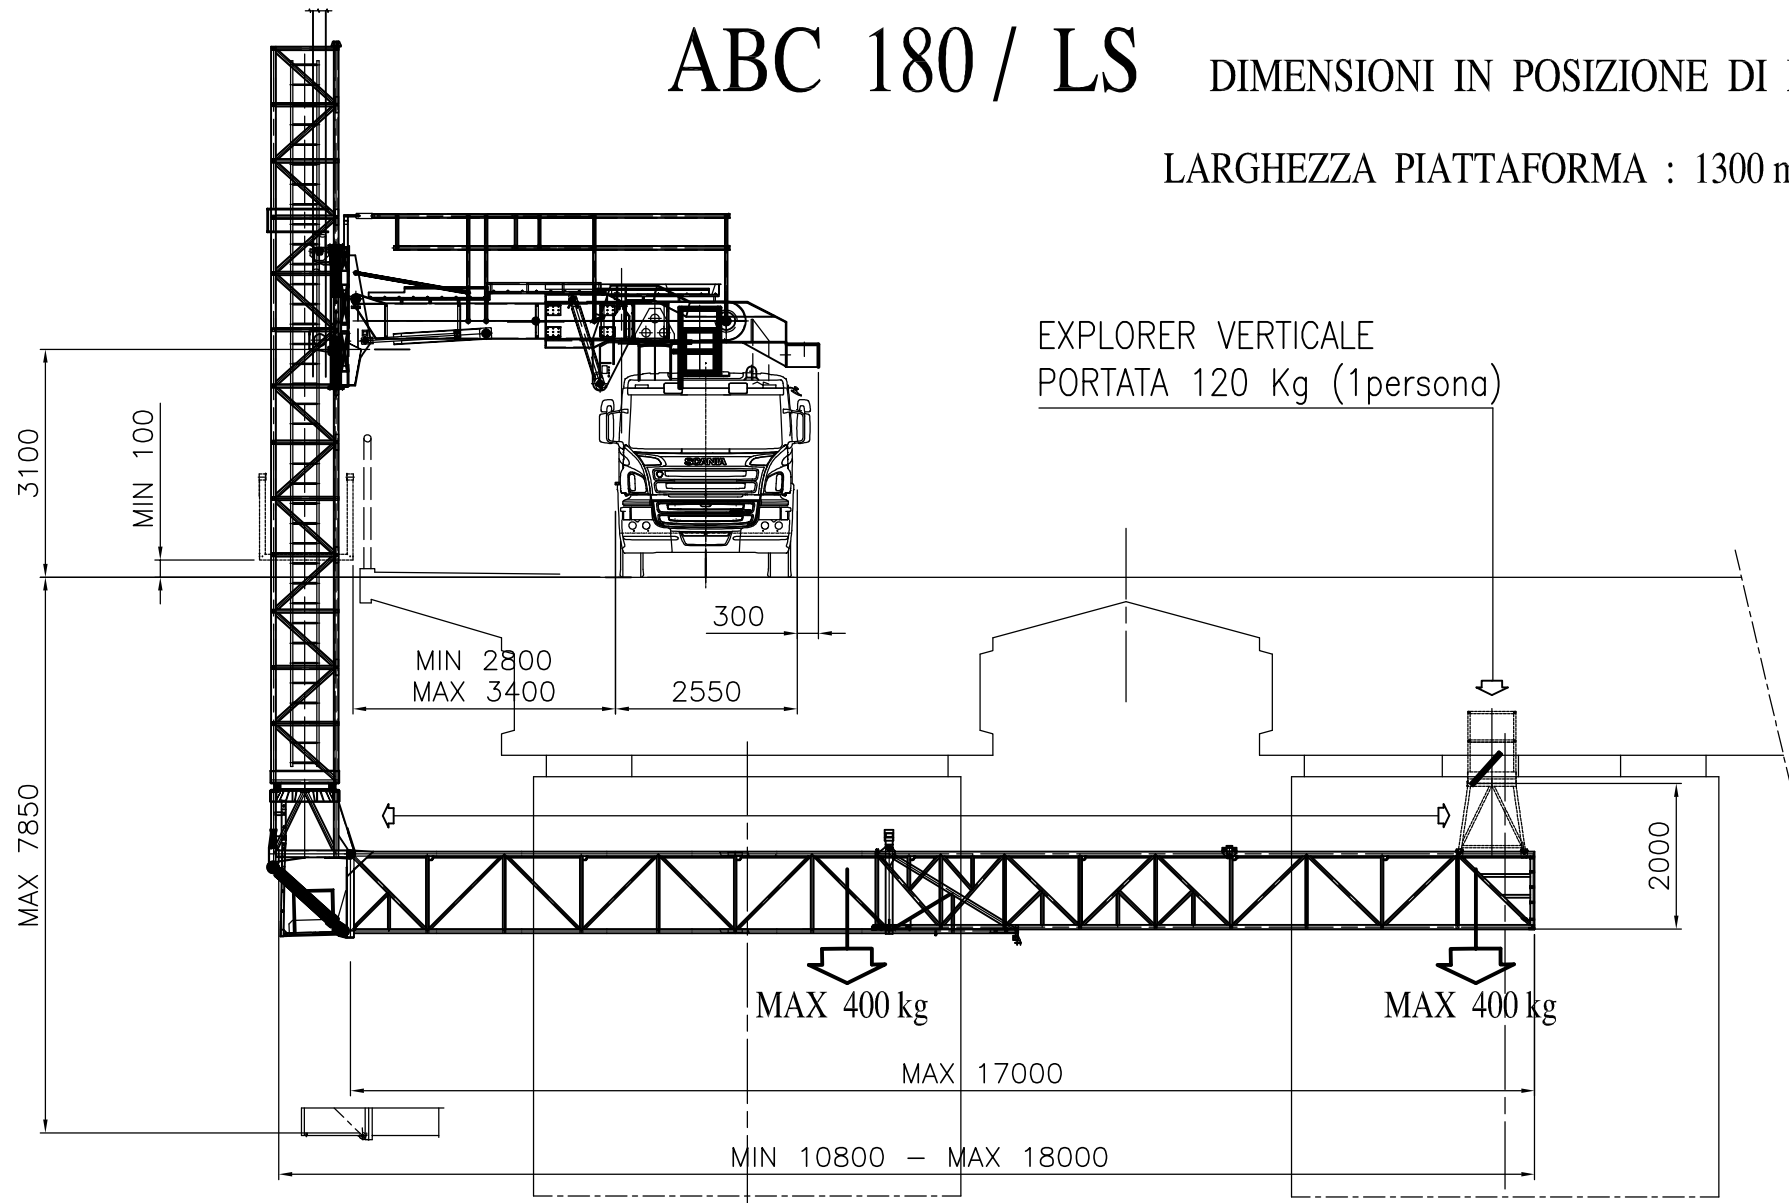 ABC 180 / LS DIMENSIONI IN POSIZIONE DI
LARGHEZZA PIATTAFORMA : 1300
EXPLORER VERTICALE
PORTATA 120 Kg (1persona)
3100
MIN 100
SCANIA
300
MIN 2800
MAX 3400
2550
MAX 7850
2000
MAX 400 kg
MAX 400 kg
MAX 17000
MIN 10800 – MAX 18000